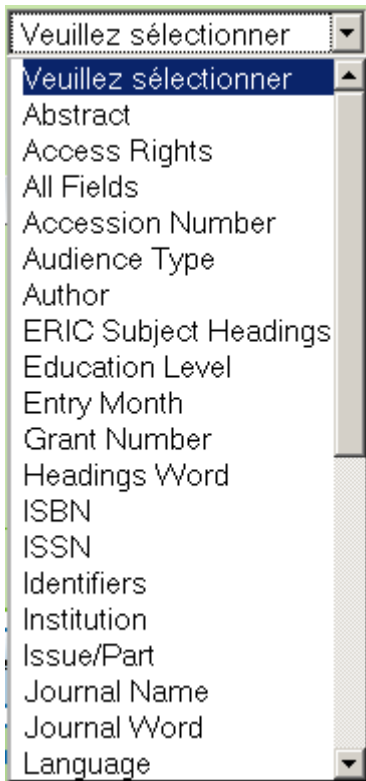 Veuillez sélectionner
Veuillez sélectionner
Abstract
Access Rights
All Fields
Accession Number
Audience Type
Author
ERIC Subject Headings
Education Level
Entry Month
Grant Number
Headings Word
ISBN
ISSN
Identifiers
Institution
Issue/Part
Journal Name
Journal Word
Language